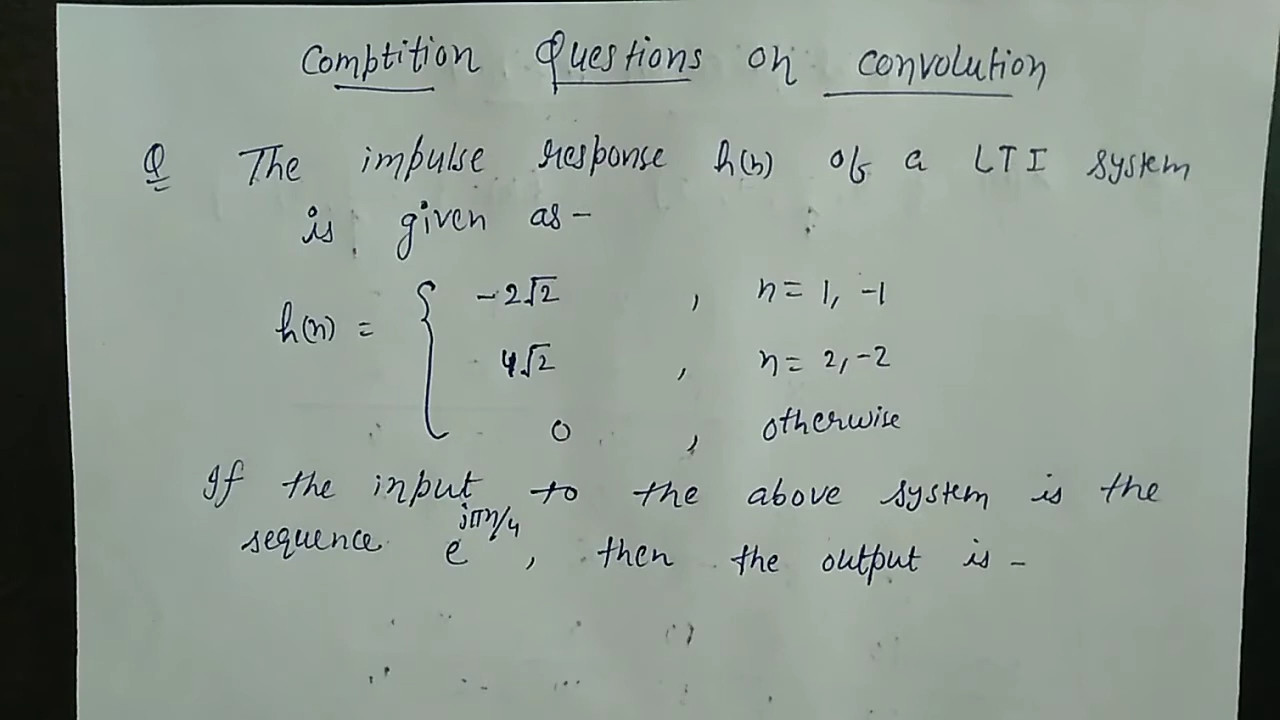 Comptition Questions on convolution
Q The impulse response h(n) of a LTI system
is given as-
h(n) = { -2√2 , n= 1, -1
4√2 , n= 2, -2
0 , otherwise
If the input to the above system is the
sequence e^jπn/4, then the output is -